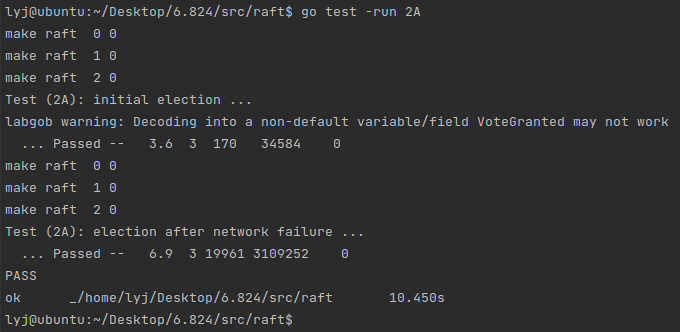 lyj@ubuntu:~/Desktop/6.824/src/raft$ go test -run 2A
make raft  0 0
make raft  1 0
make raft  2 0
Test (2A): initial election ...
labgob warning: Decoding into a non-default variable/field VoteGranted may not work
  ... Passed --   3.6  3  170   34584    0
make raft  0 0
make raft  1 0
make raft  2 0
Test (2A): election after network failure ...
  ... Passed --   6.9  3 19961 3109252    0
PASS
ok      _/home/lyj/Desktop/6.824/src/raft       10.450s
lyj@ubuntu:~/Desktop/6.824/src/raft$